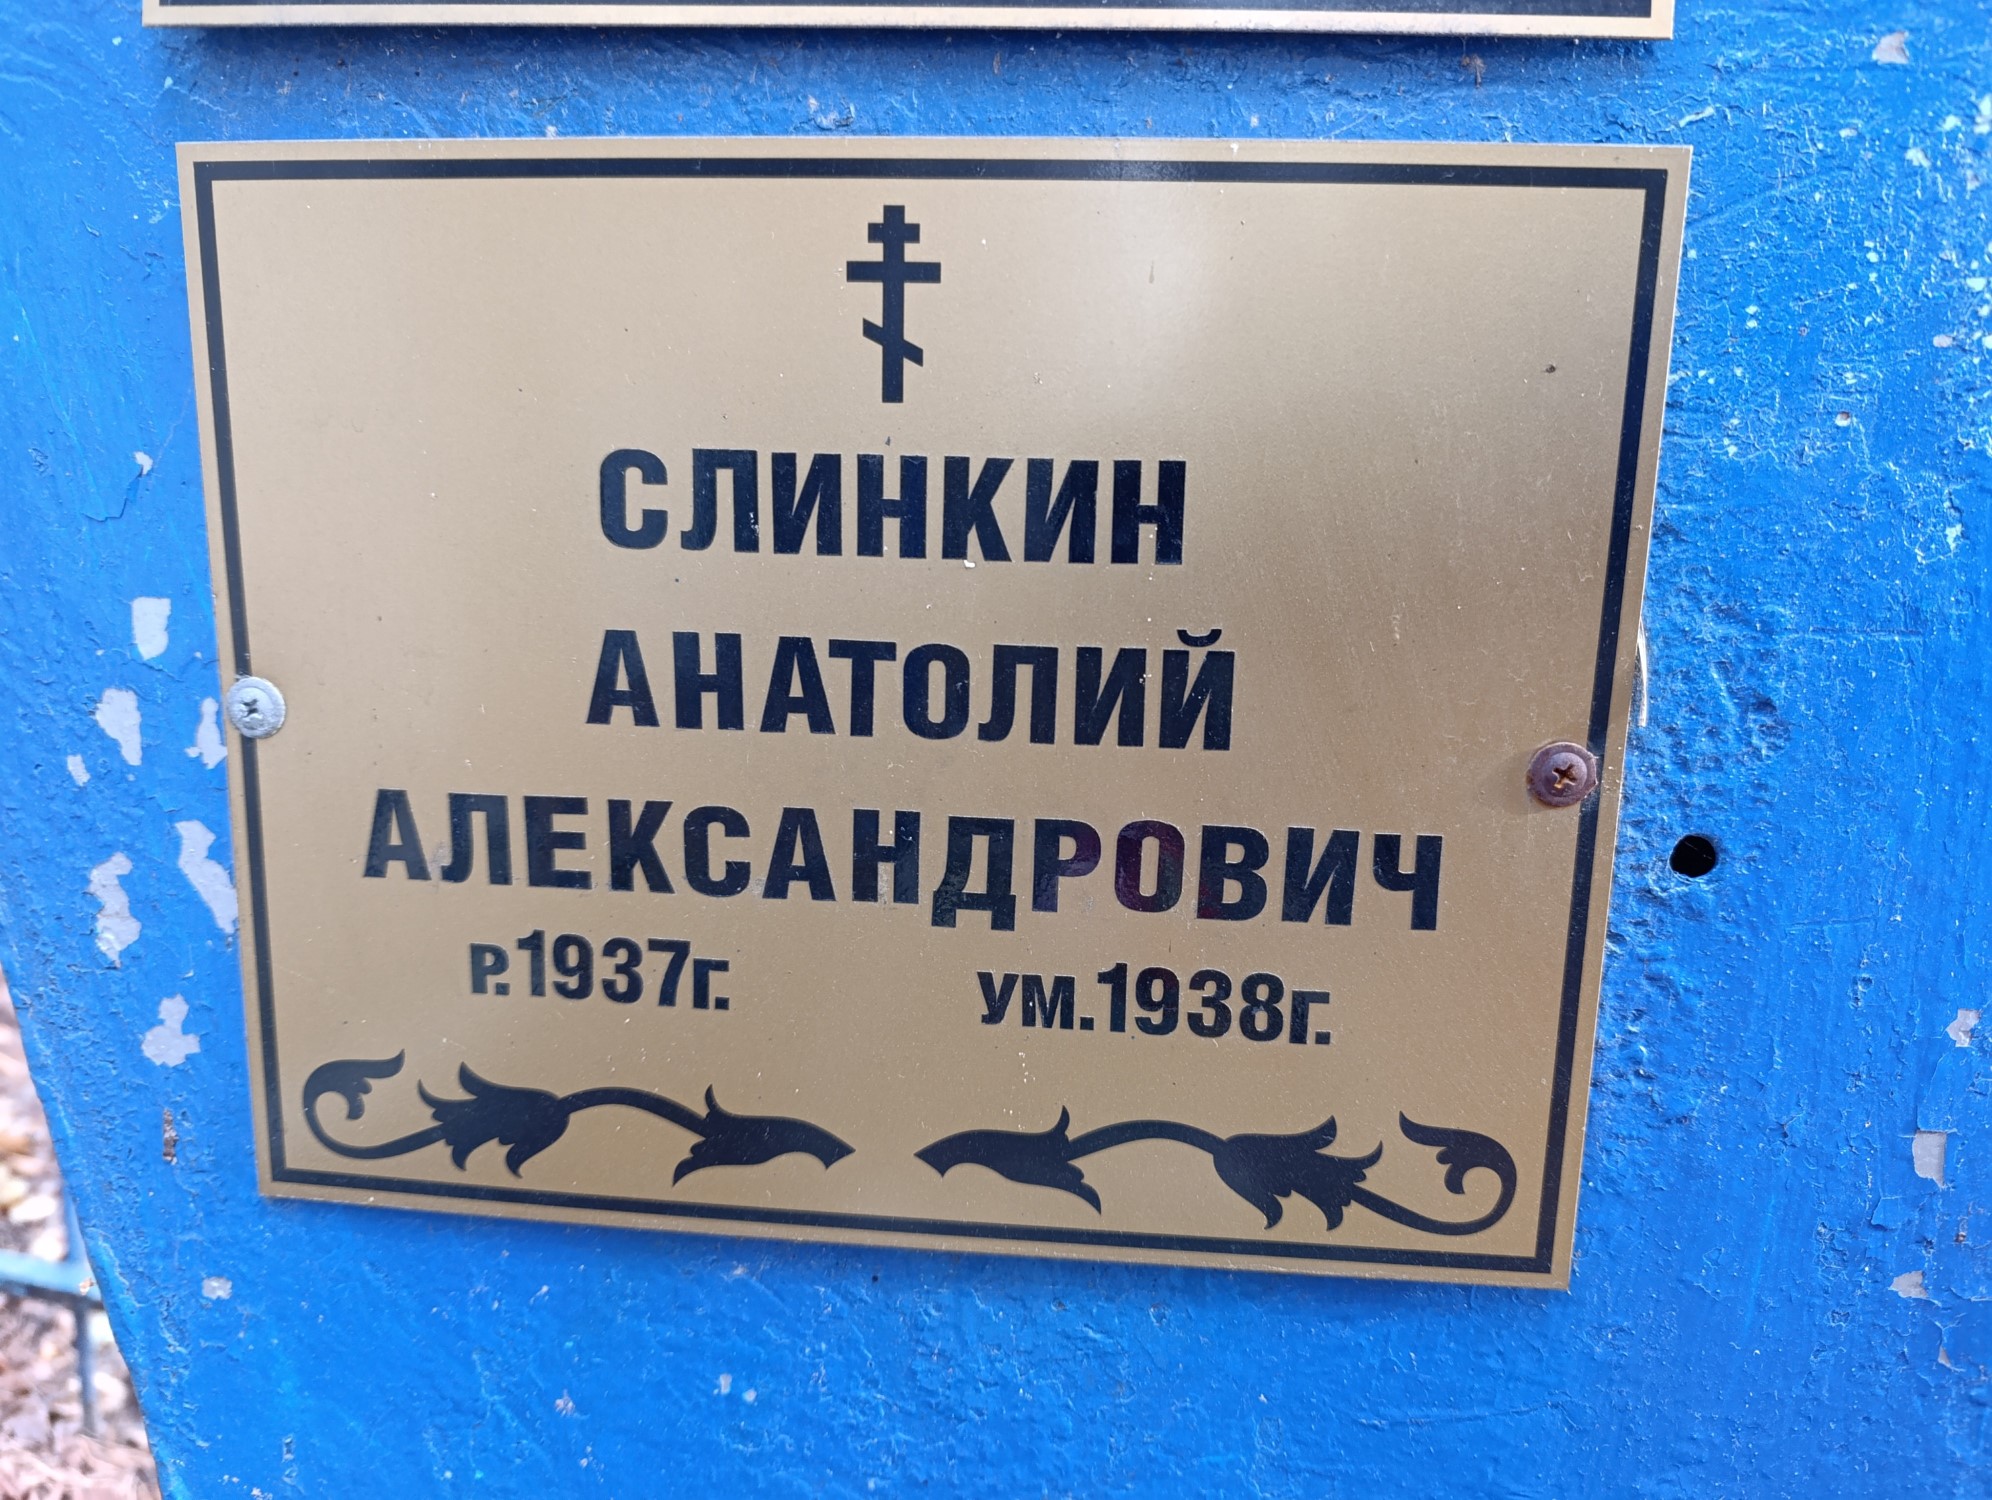 СЛИНКИН
АНАТОЛИЙ
АЛЕКСАНДРОВИЧ
Р.1937г. УМ.1938г.